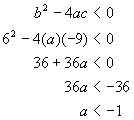 b² − 4ac < 0
6² − 4(a)(−9) < 0
36 + 36a < 0
36a < −36
a < −1